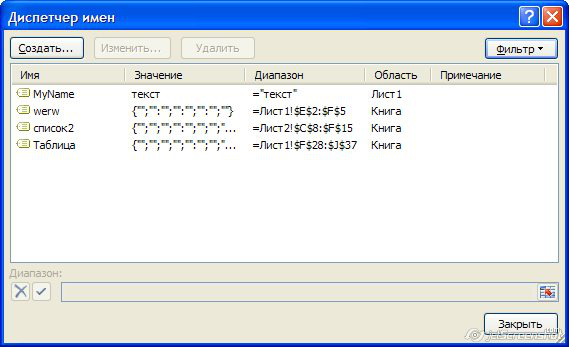 Диспетчер имен
Создать... Изменить... Удалить Фильтр
Имя Значение Диапазон Область Примечание
MyName текст ="текст" Лист1
werw {"";"":"";"":"";"":"";""} =Лист1!$E$2:$F$5 Книга
список2 {"";"";"";"":"";"";"... =Лист2!$C$8:$F$15 Книга
Таблица {"";"";"";"";"":"";"... =Лист1!$F$28:$J$37 Книга
Диапазон:
Закрыть
jetscreenshot